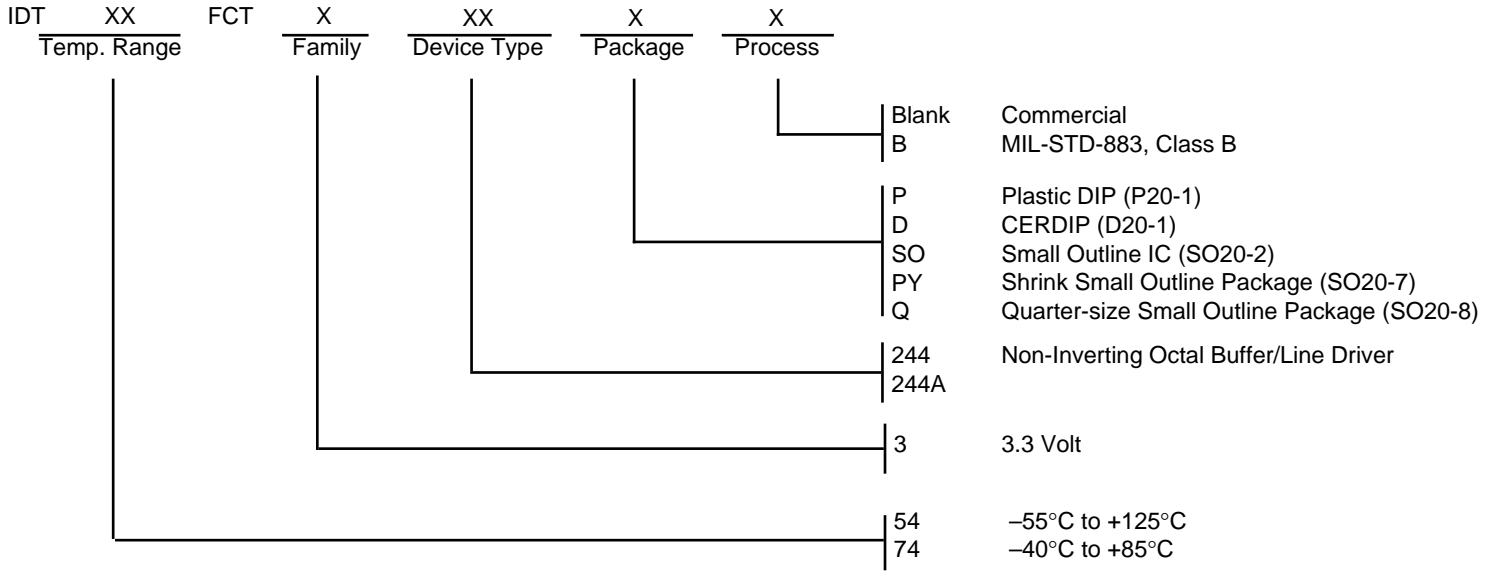 IDT XX FCT X XX X X
Temp. Range Family Device Type Package Process
Blank Commercial
B MIL-STD-883, Class B
P Plastic DIP (P20-1)
D CERDIP (D20-1)
SO Small Outline IC (SO20-2)
PY Shrink Small Outline Package (SO20-7)
Q Quarter-size Small Outline Package (SO20-8)
244 Non-Inverting Octal Buffer/Line Driver
244A
3 3.3 Volt
54 –55°C to +125°C
74 –40°C to +85°C